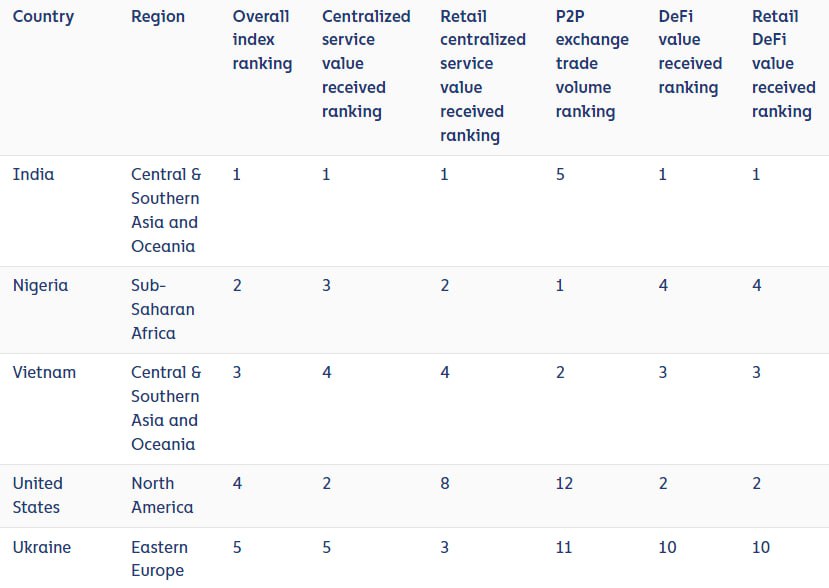 Country Region Overall index ranking Centralized service value received ranking Retail centralized service value received ranking P2P exchange trade volume ranking DeFi value received ranking Retail DeFi value received ranking
India Central & Southern Asia and Oceania 1 1 1 5 1 1
Nigeria Sub-Saharan Africa 2 3 2 1 4 4
Vietnam Central & Southern Asia and Oceania 3 4 4 2 3 3
United States North America 4 2 8 12 2 2
Ukraine Eastern Europe 5 5 3 11 10 10